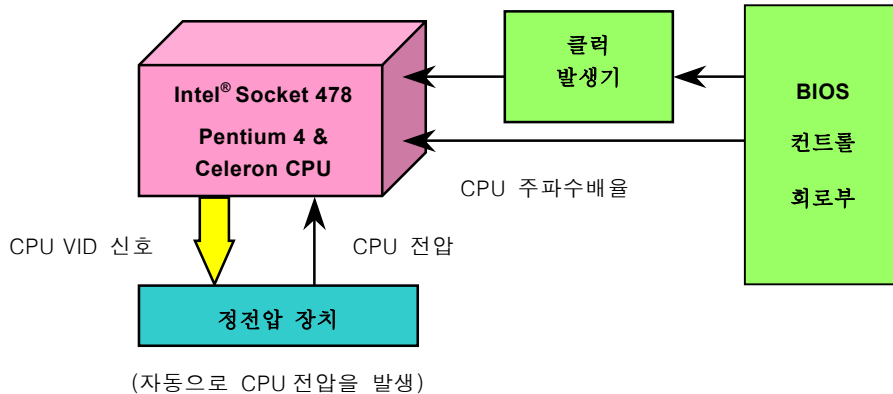 클럭
발생기
Intel® Socket 478
Pentium 4 &
Celeron CPU
BIOS
컨트롤
회로부
CPU 주파수배율
CPU VID 신호
CPU 전압
정전압 장치
(자동으로 CPU 전압을 발생)